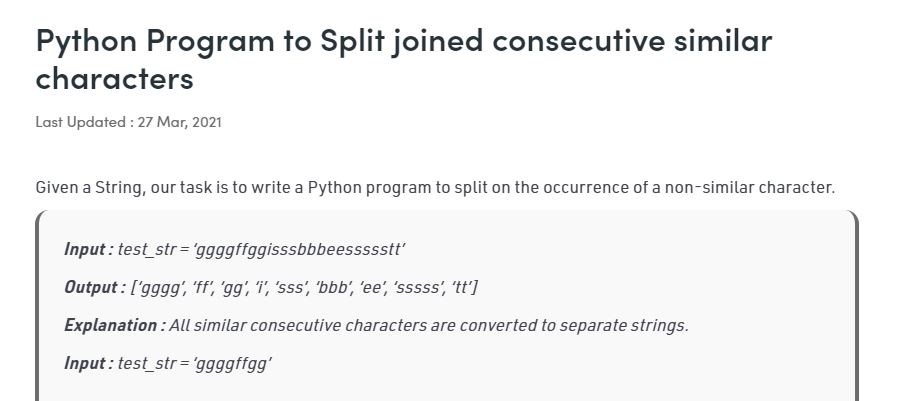 Python Program to Split joined consecutive similar
characters
Last Updated : 27 Mar, 2021
Given a String, our task is to write a Python program to split on the occurrence of a non-similar character.
Input : test_str = ‘ggggffggisssbbbeessssstt’
Output : [‘gggg’, ‘ff’, ‘gg’, ‘i’, ‘sss’, ‘bbb’, ‘ee’, ‘sssss’, ‘tt’]
Explanation : All similar consecutive characters are converted to separate strings.
Input : test_str = ‘ggggffgg’